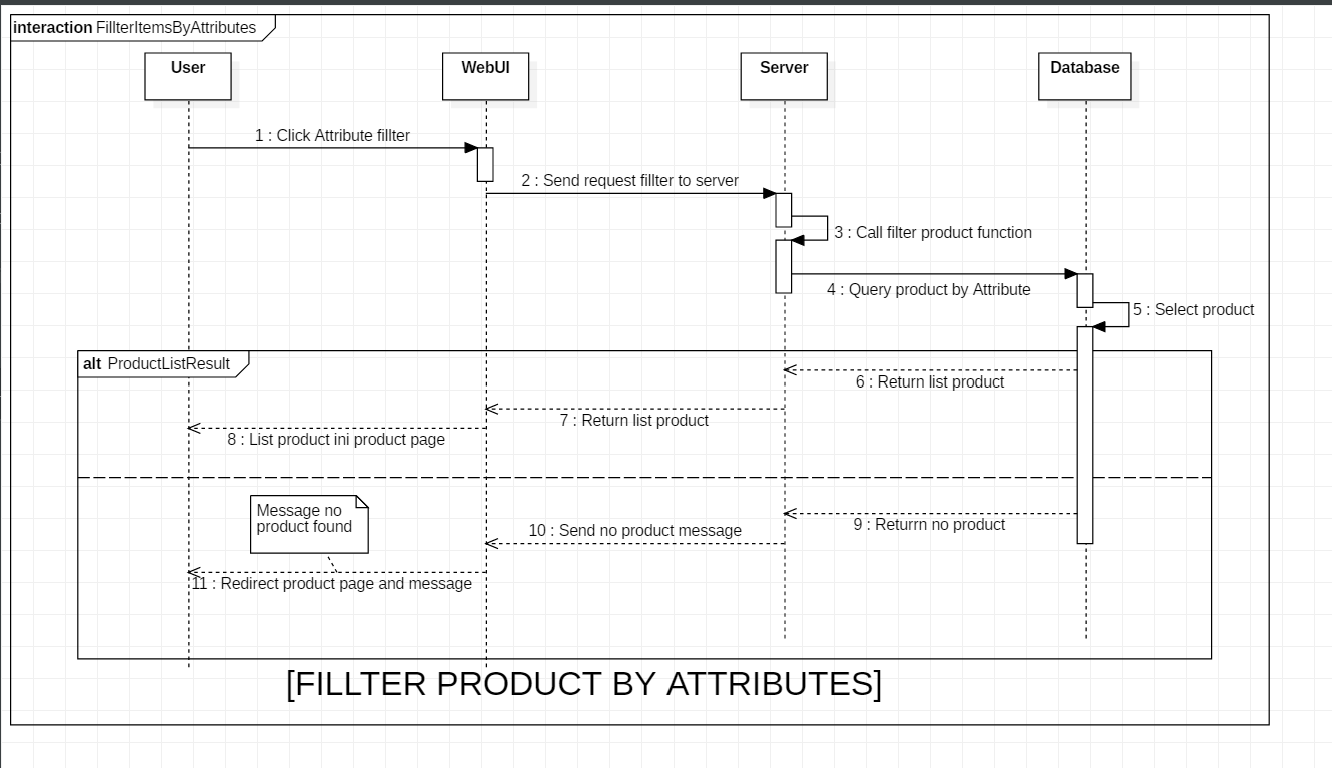 interaction FillterItemsByAttributes
User
WebUI
Server
Database
1 : Click Attribute fillter
2 : Send request fillter to server
3 : Call filter product function
4 : Query product by Attribute
5 : Select product
alt ProductListResult
6 : Return list product
7 : Return list product
8 : List product ini product page
Message no
product found
9 : Returrn no product
10 : Send no product message
11 : Redirect product page and message
[FILLTER PRODUCT BY ATTRIBUTES]